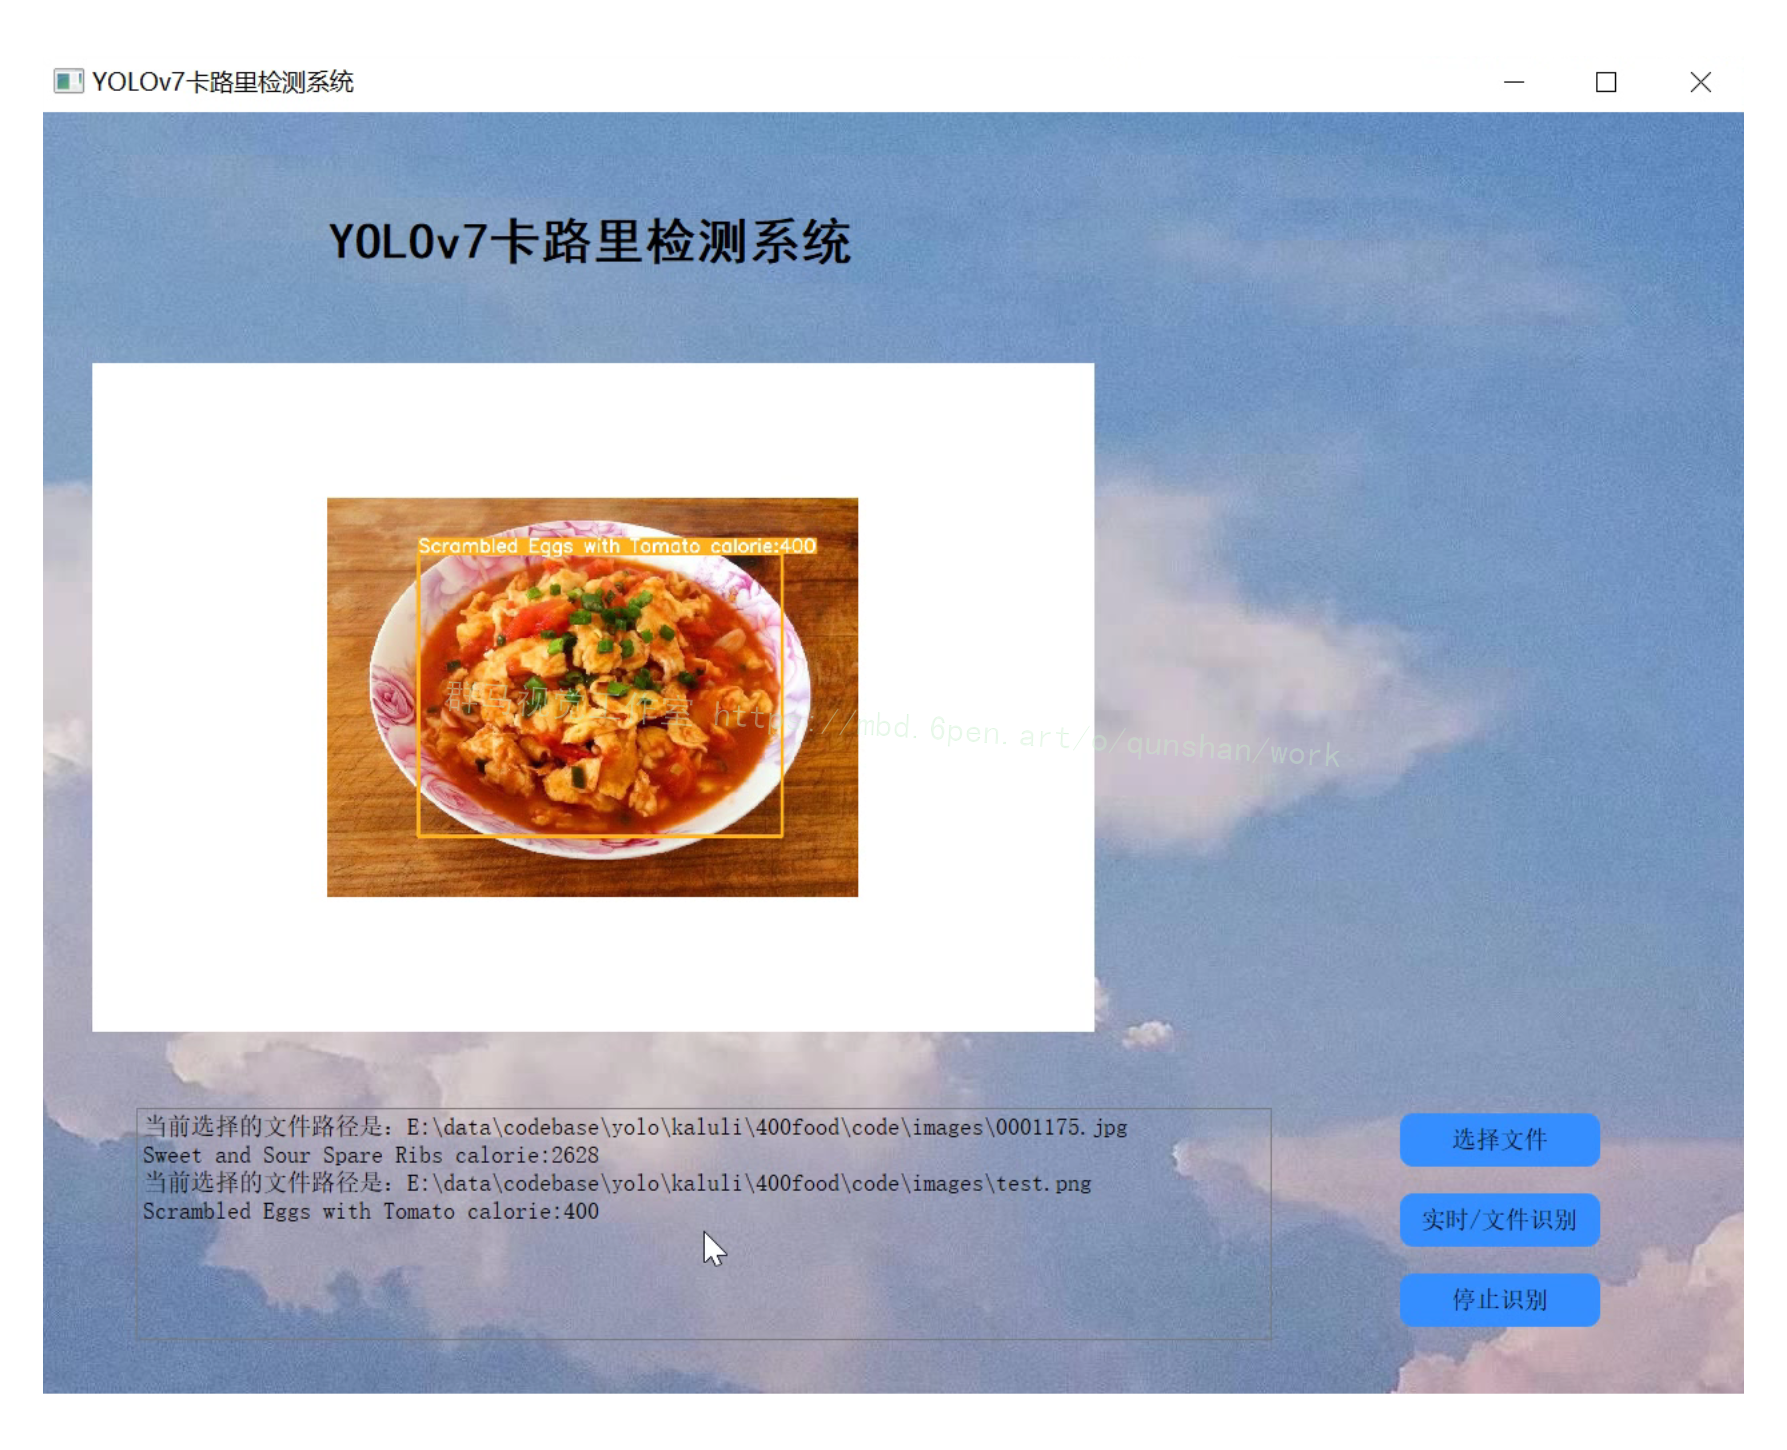 YOLOv7卡路里检测系统
YOLOv7卡路里检测系统
Scrambled Eggs with Tomato calorie:400
群马视觉工作室 https://mbd.6pen.art/o/qunshan/work
当前选择的文件路径是：E:\data\codebase\yolo\kaluli\400food\code\images\0001175.jpg
Sweet and Sour Spare Ribs calorie:2628
当前选择的文件路径是：E:\data\codebase\yolo\kaluli\400food\code\images\test.png
Scrambled Eggs with Tomato calorie:400
选择文件
实时/文件识别
停止识别